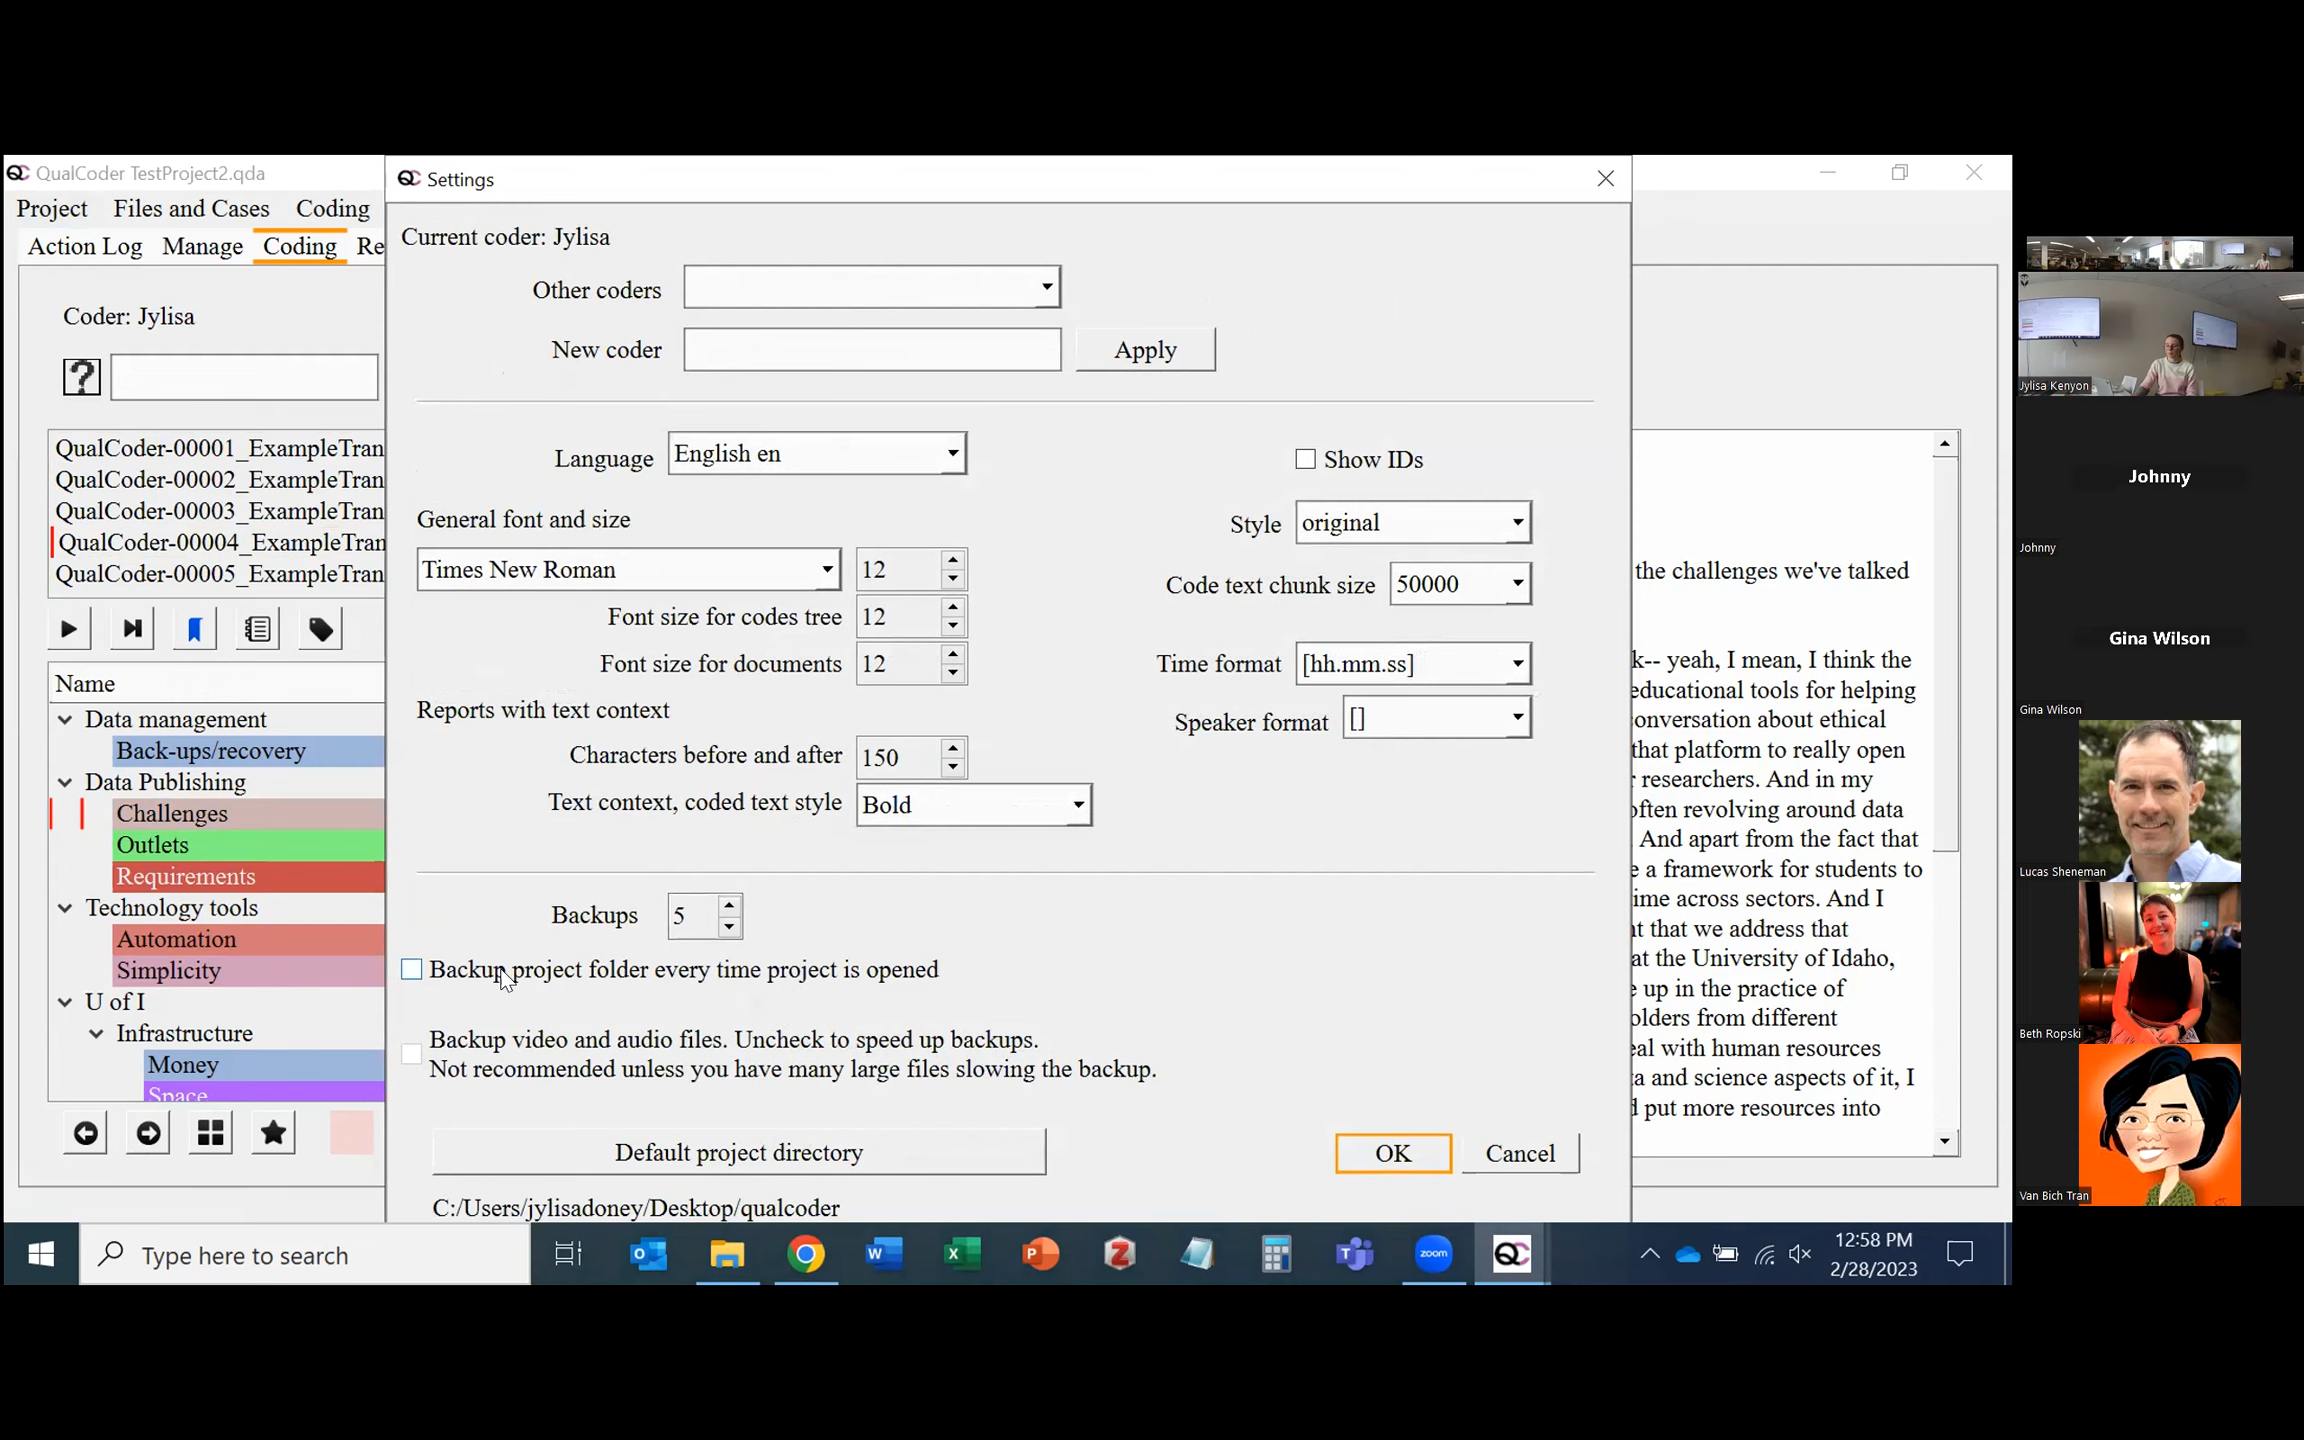 QualCoder TestProject2.qda
Project Files and Cases Coding
Action Log Manage Coding Re
Coder: Jylisa
QualCoder-00001_ExampleTran
QualCoder-00002_ExampleTran
QualCoder-00003_ExampleTran
QualCoder-00004_ExampleTran
QualCoder-00005_ExampleTran
Name
Data management
Back-ups/recovery
Data Publishing
Challenges
Outlets
Requirements
Technology tools
Automation
Simplicity
U of I
Infrastructure
Money
Space
QC Settings
Current coder: Jylisa
Other coders
New coder Apply
Language English en
Show IDs
General font and size
Style original
Times New Roman 12
Code text chunk size 50000
Font size for codes tree 12
Font size for documents 12
Time format [hh.mm.ss]
Reports with text context
Speaker format []
Characters before and after 150
Text context, coded text style Bold
Backups 5
Backup project folder every time project is opened
Backup video and audio files. Uncheck to speed up backups.
Not recommended unless you have many large files slowing the backup.
Default project directory
OK Cancel
C:/Users/jylisadoney/Desktop/qualcoder
the challenges we've talked
k-- yeah, I mean, I think the
educational tools for helping
onversation about ethical
that platform to really open
r researchers. And in my
often revolving around data
. And apart from the fact that
e a framework for students to
ime across sectors. And I
nt that we address that
at the University of Idaho,
e up in the practice of
olders from different
eal with human resources
ta and science aspects of it, I
d put more resources into
Type here to search
zoom
QC
12:58 PM
2/28/2023
Jylisa Kenyon
Johnny
Johnny
Gina Wilson
Gina Wilson
Lucas Sheneman
Beth Ropski
Van Bich Tran